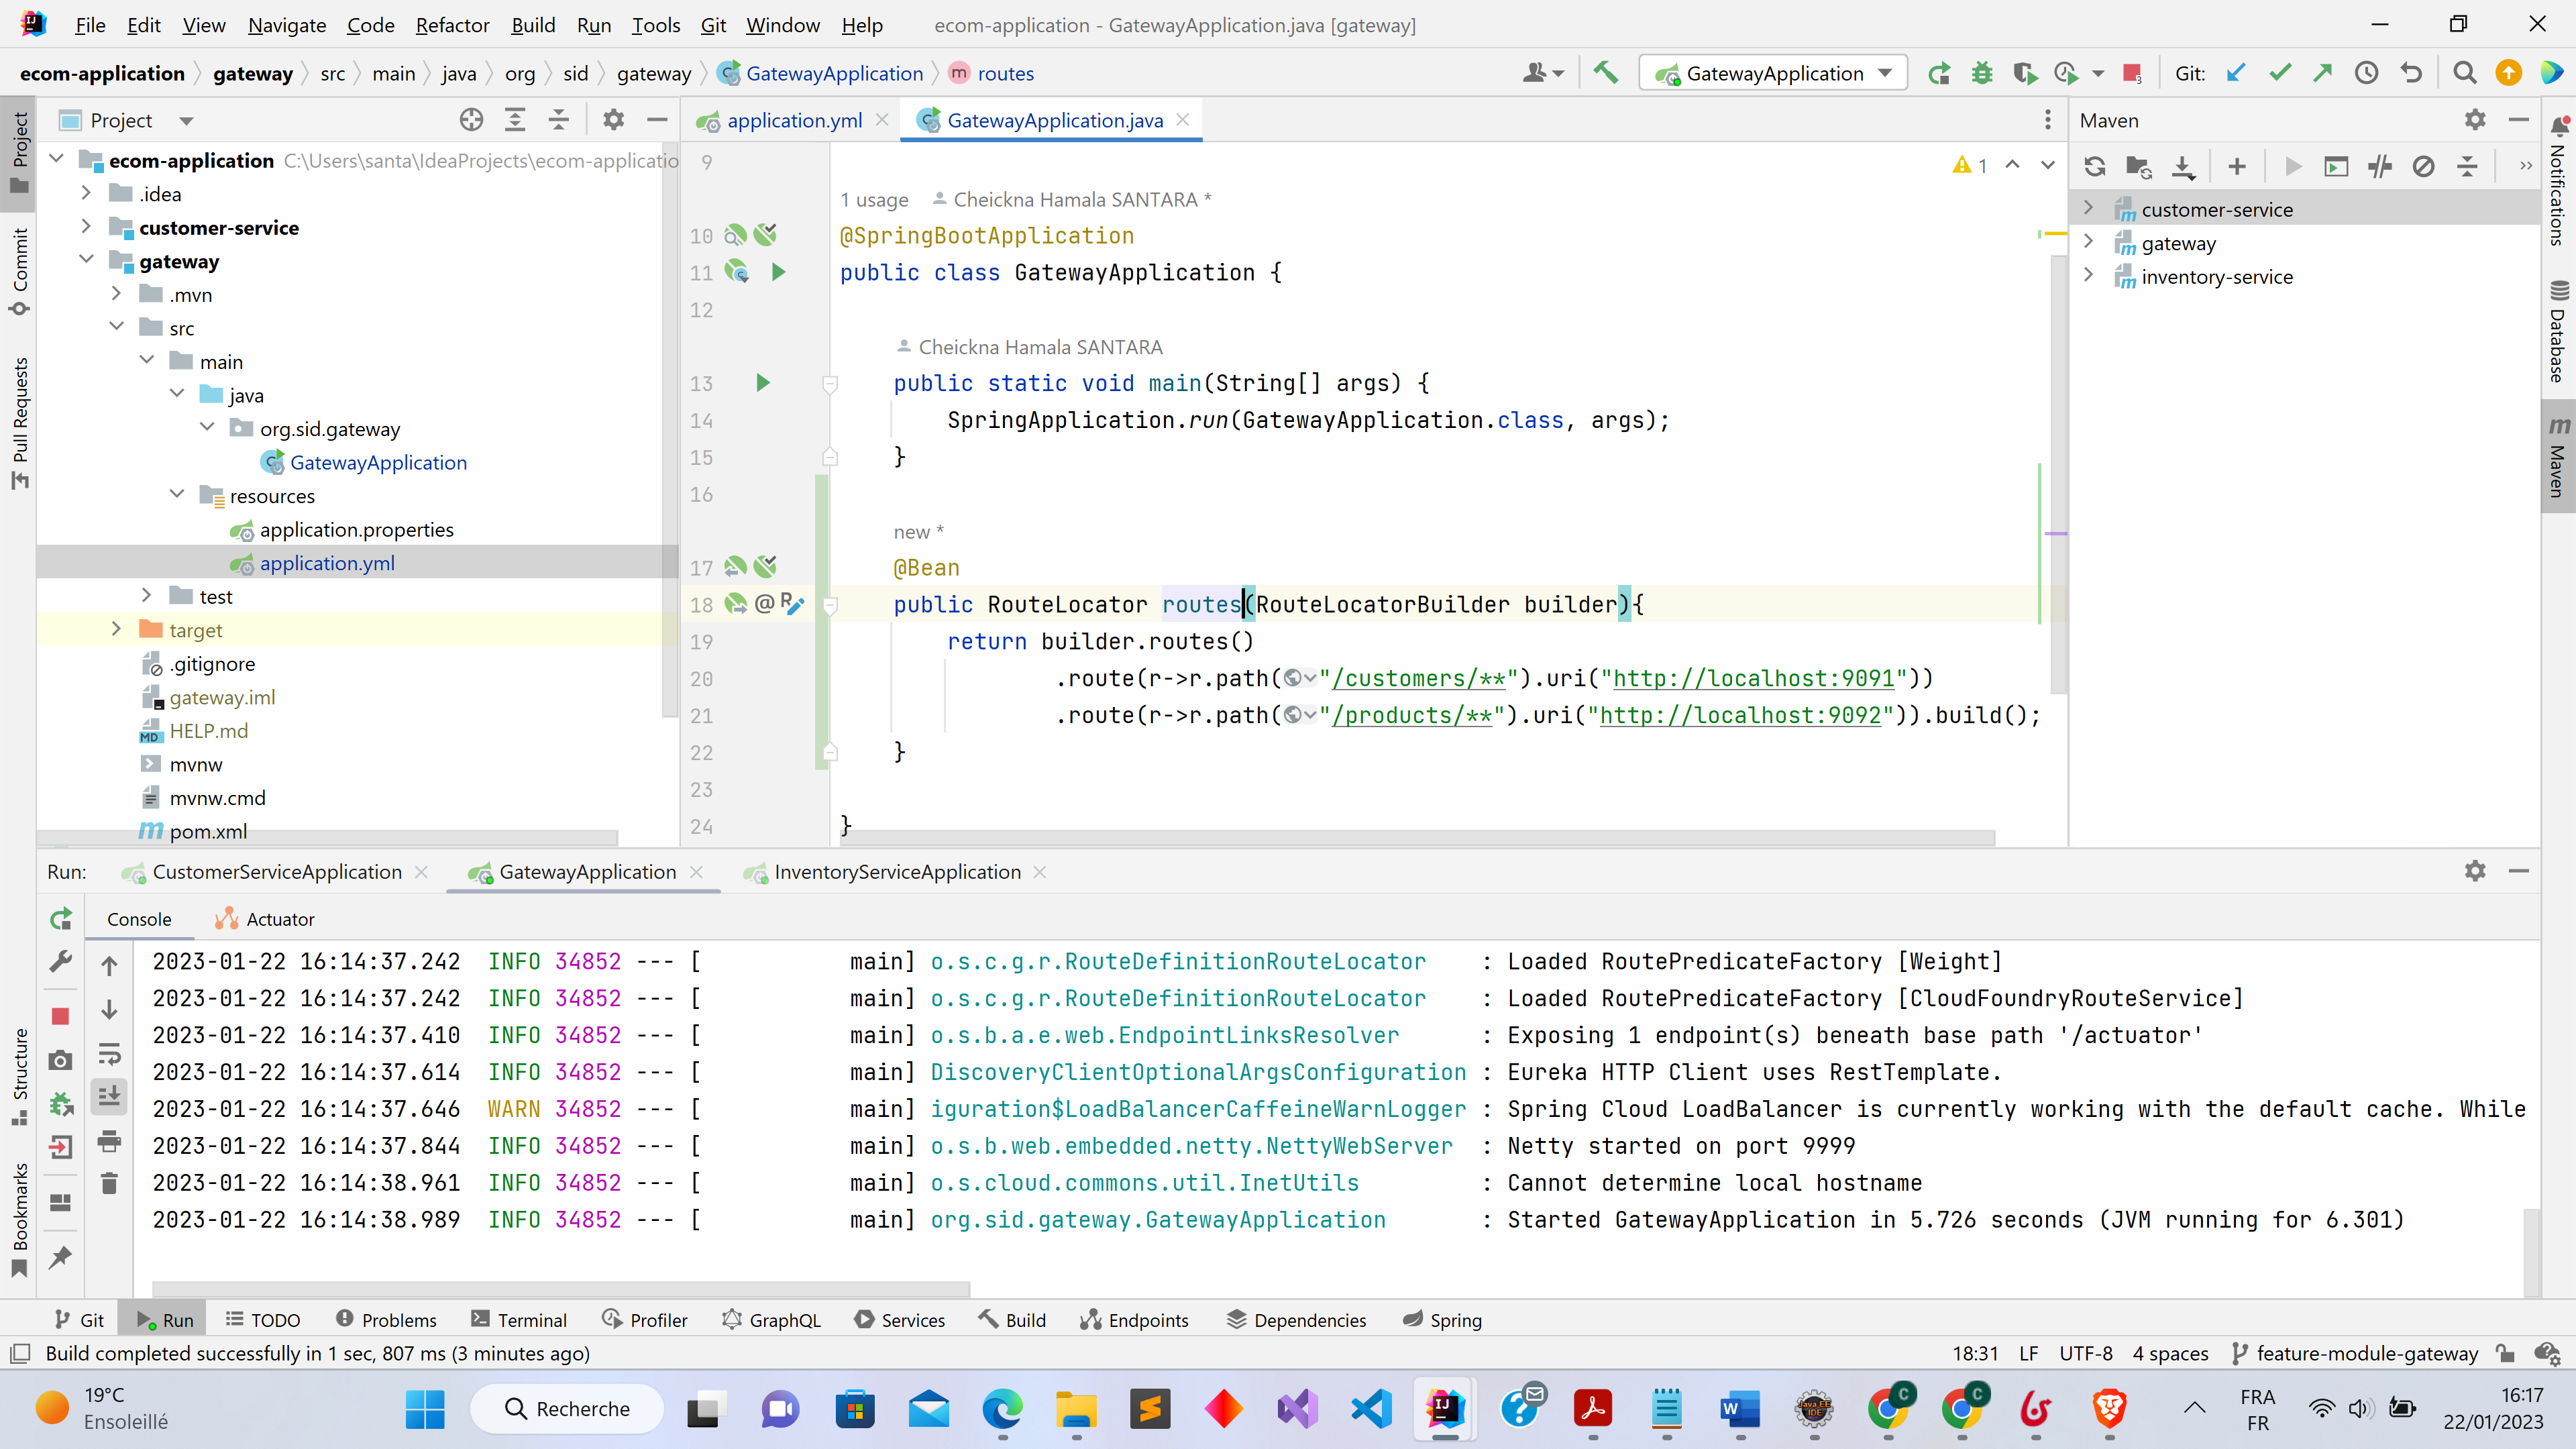 File Edit View Navigate Code Refactor Build Run Tools Git Window Help ecom-application - GatewayApplication.java [gateway]
ecom-application gateway src main java org sid gateway GatewayApplication m routes GatewayApplication 3 Git:
Project application.yml GatewayApplication.java Maven
Project
Commit
Pull Requests
Structure
Bookmarks
ecom-application C:\Users\santa\IdeaProjects\ecom-applicatio
.idea
customer-service
gateway
.mvn
src
main
java
org.sid.gateway
GatewayApplication
resources
application.properties
application.yml
test
target
.gitignore
gateway.iml
HELP.md
mvnw
mvnw.cmd
pom.xml
9
1
1 usage Cheickna Hamala SANTARA *
10 @SpringBootApplication
11 public class GatewayApplication {
12
Cheickna Hamala SANTARA
13 public static void main(String[] args) {
14 SpringApplication.run(GatewayApplication.class, args);
15 }
16
new *
17 @Bean
18 public RouteLocator routes(RouteLocatorBuilder builder){
19 return builder.routes()
20 .route(r->r.path("/customers/**").uri("http://localhost:9091"))
21 .route(r->r.path("/products/**").uri("http://localhost:9092")).build();
22 }
23
24 }
customer-service
gateway
inventory-service
Notifications
Database
Maven
Run: CustomerServiceApplication GatewayApplication InventoryServiceApplication
Console Actuator
2023-01-22 16:14:37.242  INFO 34852 --- [           main] o.s.c.g.r.RouteDefinitionRouteLocator    : Loaded RoutePredicateFactory [Weight]
2023-01-22 16:14:37.242  INFO 34852 --- [           main] o.s.c.g.r.RouteDefinitionRouteLocator    : Loaded RoutePredicateFactory [CloudFoundryRouteService]
2023-01-22 16:14:37.410  INFO 34852 --- [           main] o.s.b.a.e.web.EndpointLinksResolver      : Exposing 1 endpoint(s) beneath base path '/actuator'
2023-01-22 16:14:37.614  INFO 34852 --- [           main] DiscoveryClientOptionalArgsConfiguration : Eureka HTTP Client uses RestTemplate.
2023-01-22 16:14:37.646  WARN 34852 --- [           main] iguration$LoadBalancerCaffeineWarnLogger : Spring Cloud LoadBalancer is currently working with the default cache. While
2023-01-22 16:14:37.844  INFO 34852 --- [           main] o.s.b.web.embedded.netty.NettyWebServer  : Netty started on port 9999
2023-01-22 16:14:38.961  INFO 34852 --- [           main] o.s.cloud.commons.util.InetUtils         : Cannot determine local hostname
2023-01-22 16:14:38.989  INFO 34852 --- [           main] org.sid.gateway.GatewayApplication       : Started GatewayApplication in 5.726 seconds (JVM running for 6.301)
Git Run TODO Problems Terminal Profiler GraphQL Services Build Endpoints Dependencies Spring
Build completed successfully in 1 sec, 807 ms (3 minutes ago) 18:31 LF UTF-8 4 spaces feature-module-gateway
19°C
Ensoleillé
Recherche
FRA
FR
16:17
22/01/2023